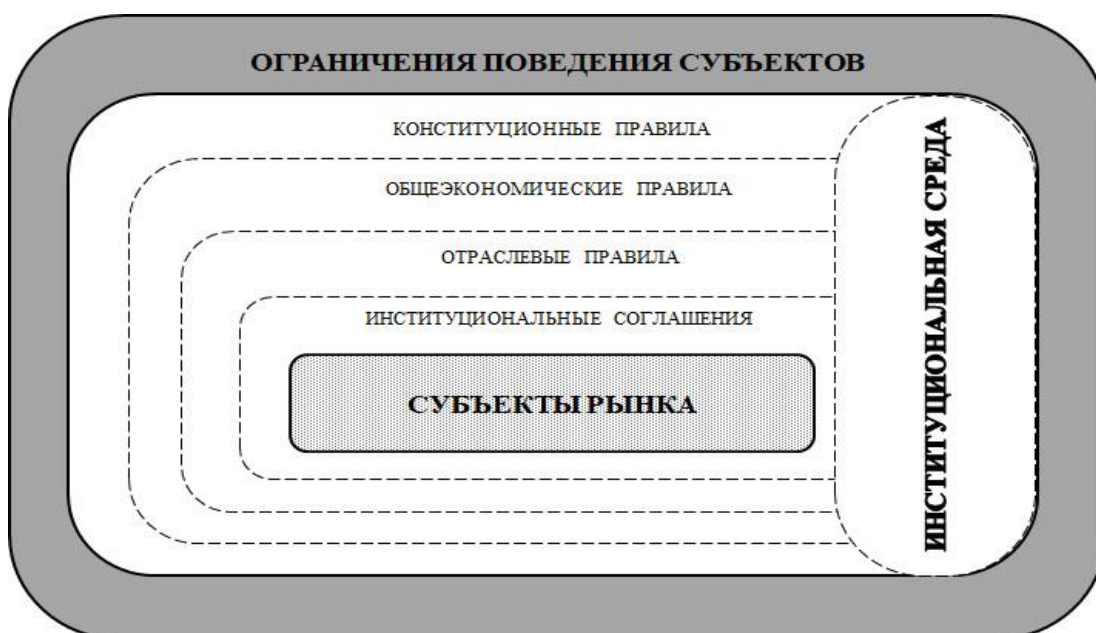 ОГРАНИЧЕНИЯ ПОВЕДЕНИЯ СУБЪЕКТОВ
КОНСТИТУЦИОННЫЕ ПРАВИЛА
ОБЩЕЭКОНОМИЧЕСКИЕ ПРАВИЛА
ОТРАСЛЕВЫЕ ПРАВИЛА
ИНСТИТУЦИОНАЛЬНЫЕ СОГЛАШЕНИЯ
СУБЪЕКТЫ РЫНКА
ИНСТИТУЦИОНАЛЬНАЯ СРЕДА